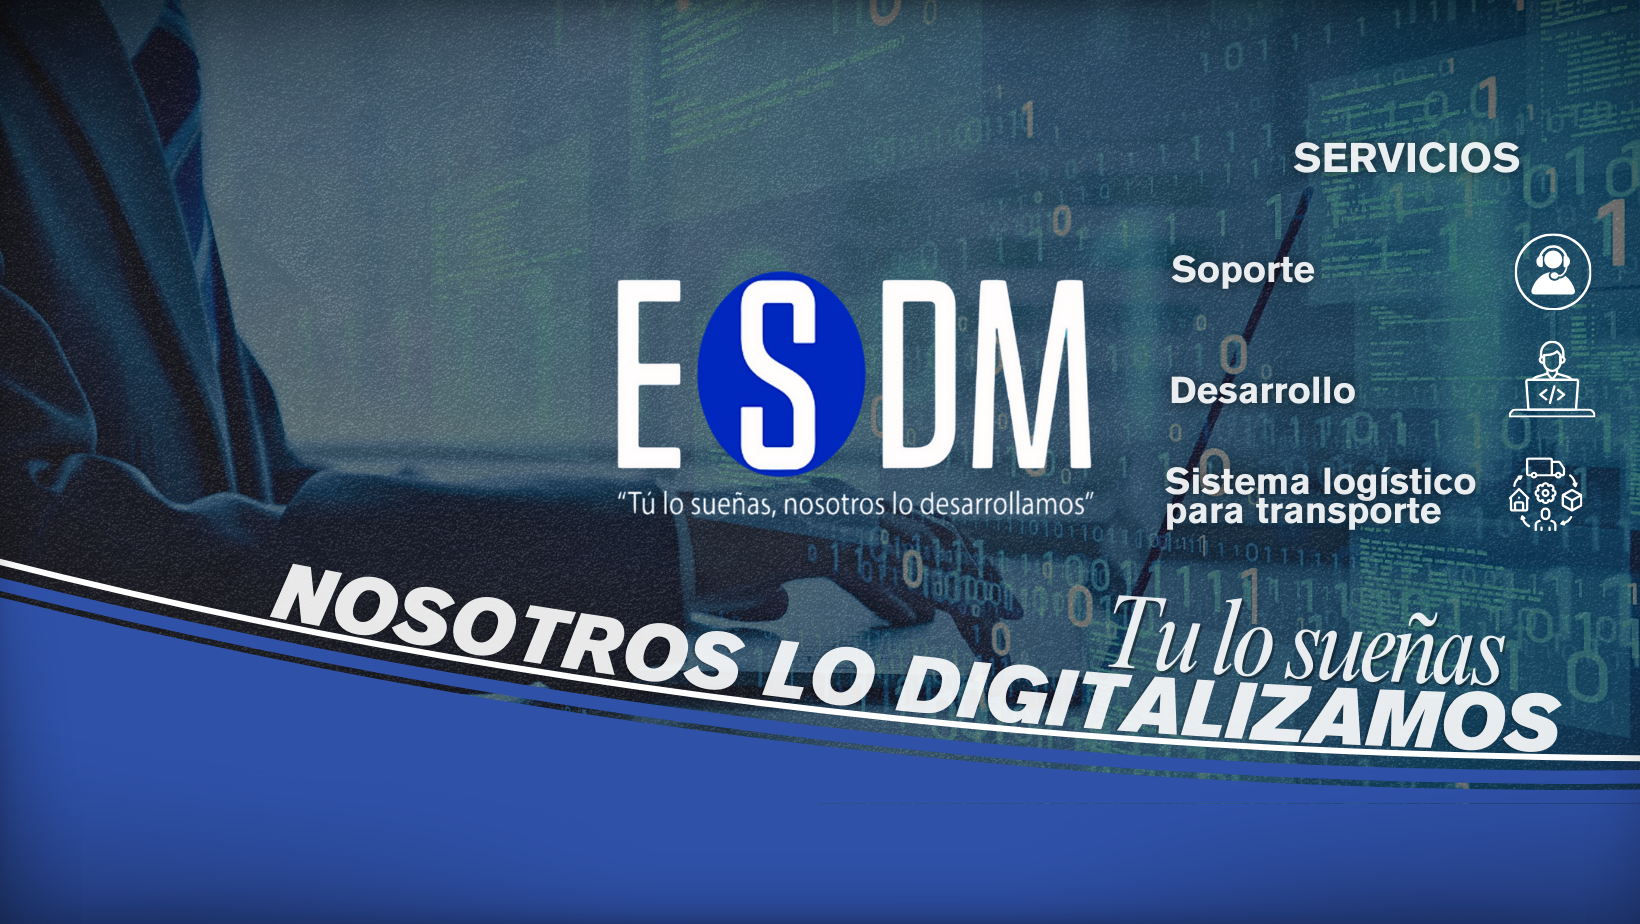 SERVICIOS
Soporte
Desarrollo
Sistema logístico
para transporte
ESDM
“Tú lo sueñas, nosotros lo desarrollamos”
Tu lo sueñas
NOSOTROS LO DIGITALIZAMOS